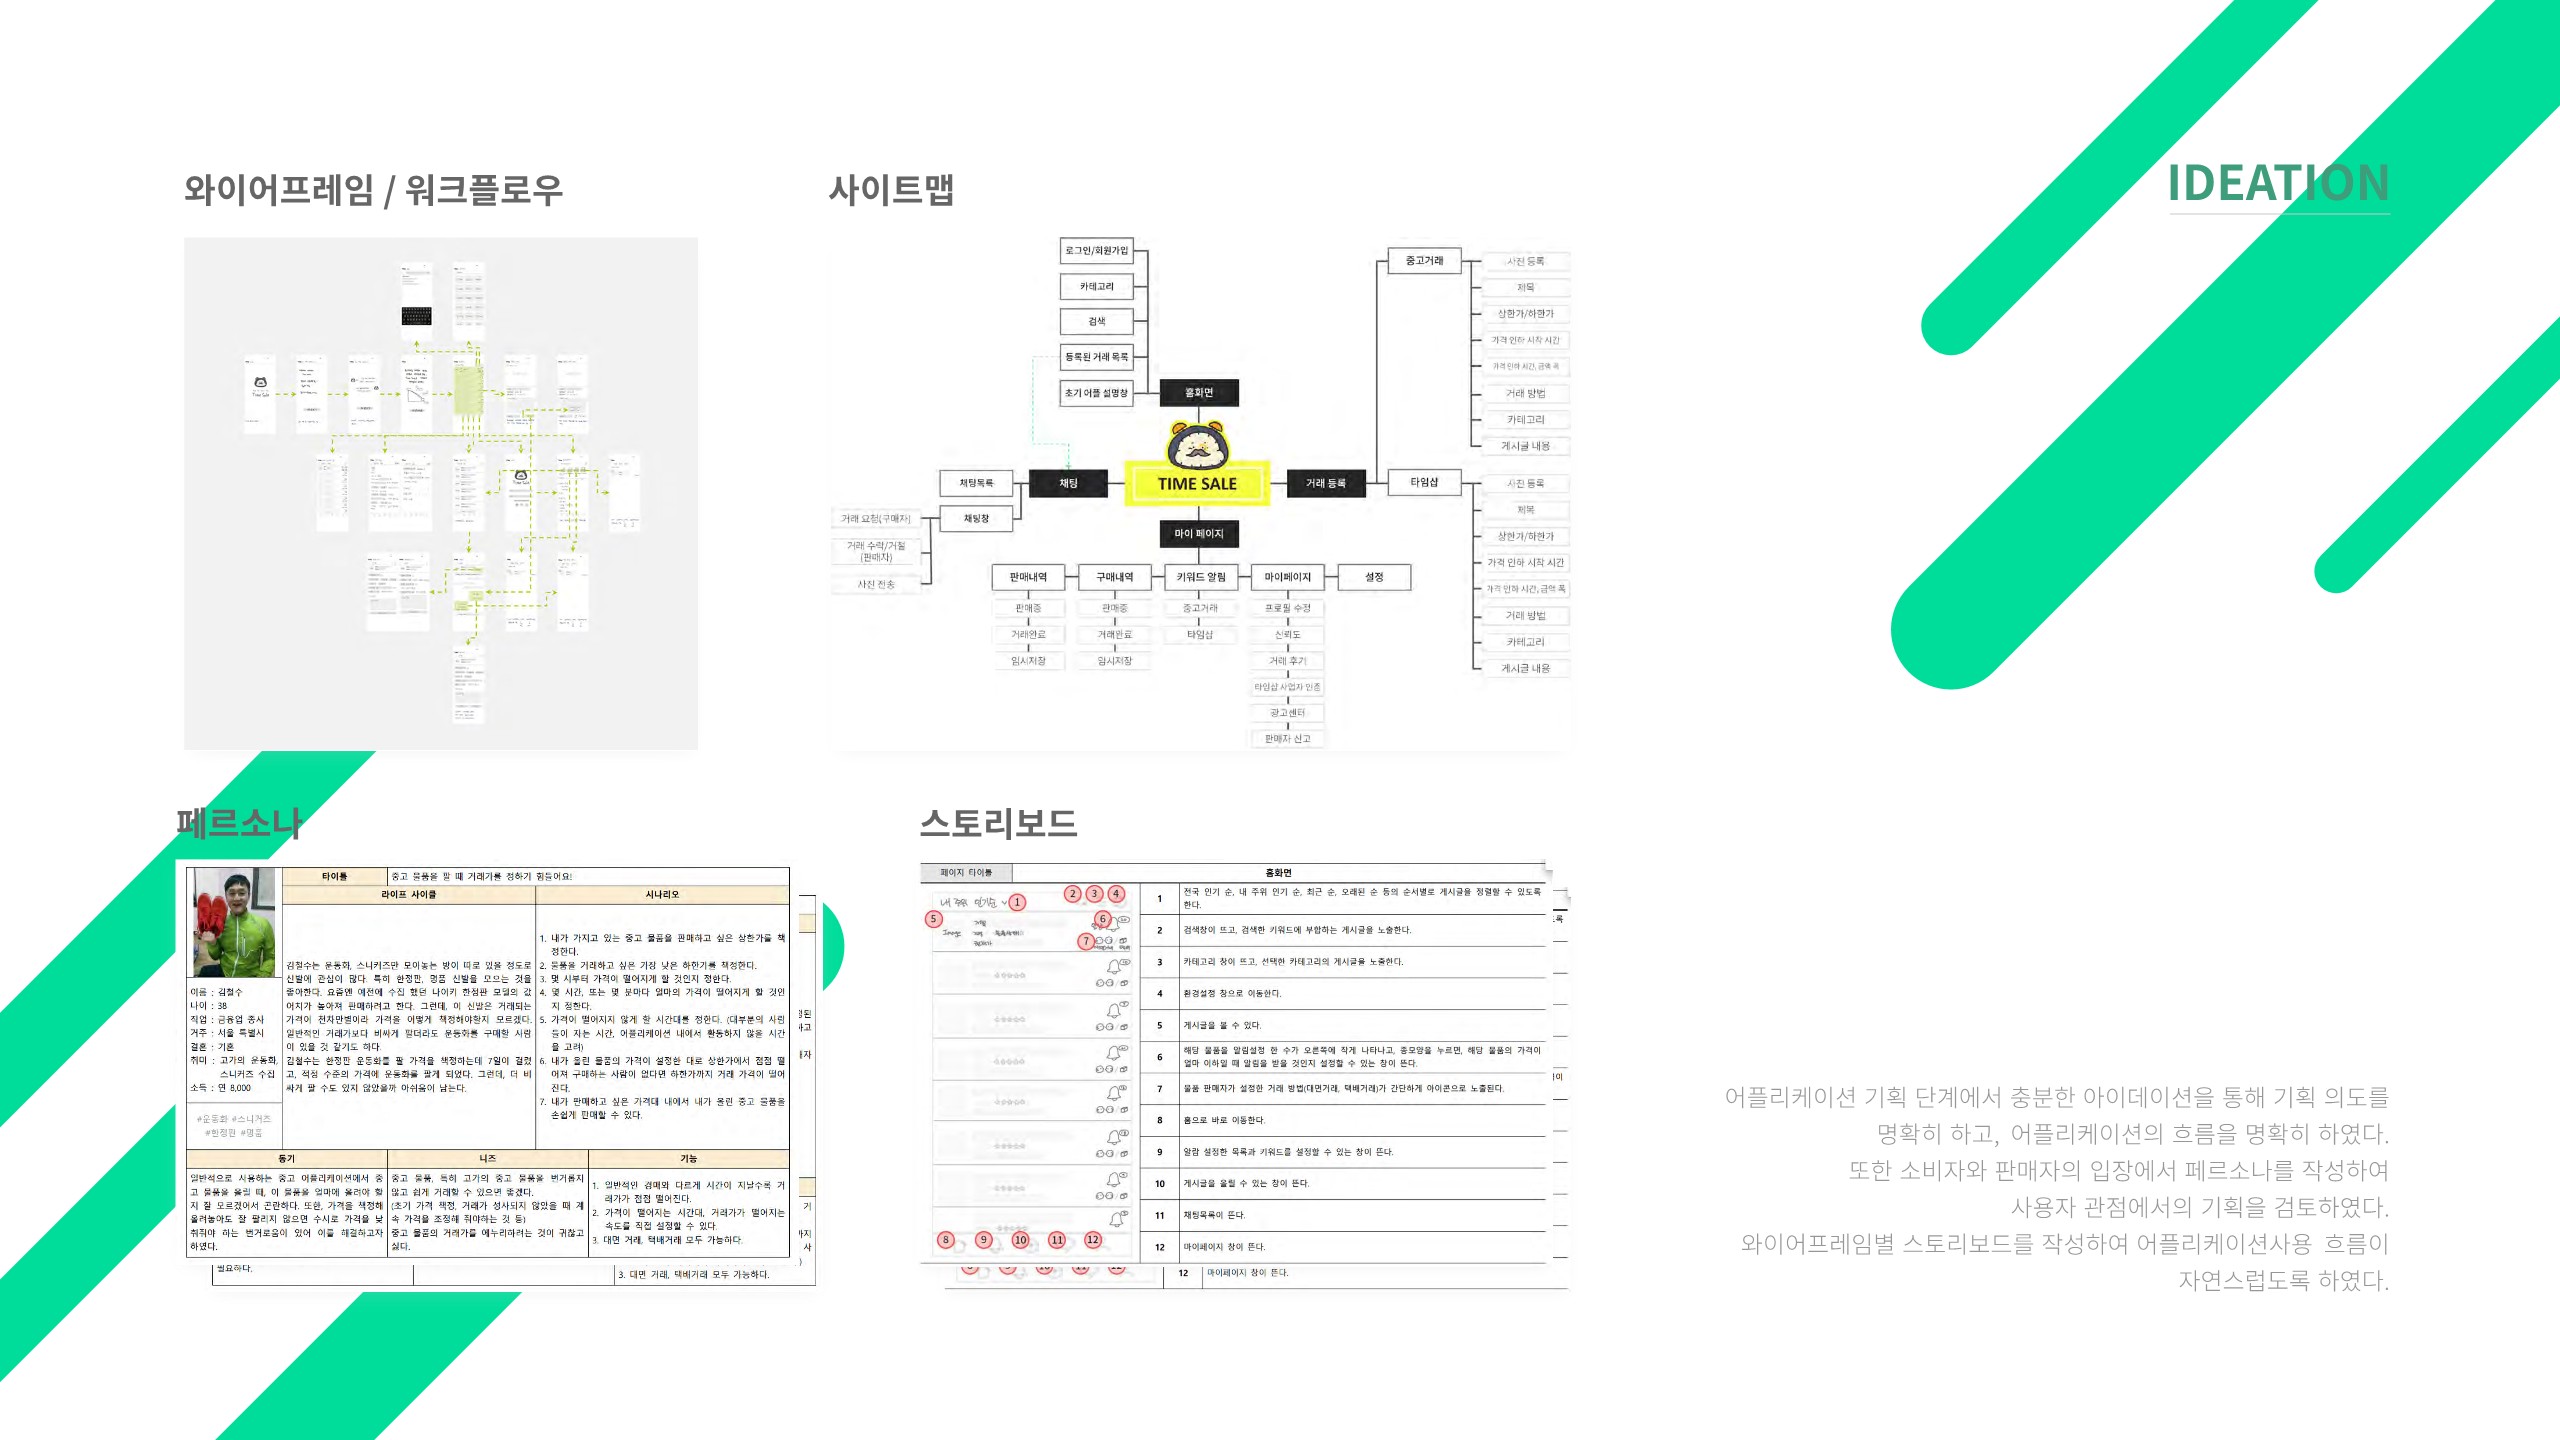 와이어프레임 / 워크플로우
사이트맵
IDEATION
로그인/회원가입
카테고리
검색
등록된 거래 목록
초기 어플 설명창
홈화면
TIME SALE
채팅
채팅목록
채팅창
거래 요청(구매자)
거래 수락/거절
(판매자)
사진 전송
거래 등록
중고거래
사진 등록
제목
상한가/하한가
가격 인하 시작 시간
가격 인하 시간, 금액 폭
거래 방법
카테고리
게시글 내용
타임샵
사진 등록
제목
상한가/하한가
가격 인하 시작 시간
가격 인하 시간, 금액 폭
거래 방법
카테고리
게시글 내용
마이 페이지
판매내역
구매내역
키워드 알림
마이페이지
설정
판매중
거래완료
임시저장
판매중
거래완료
임시저장
중고거래
타임샵
프로필 수정
신뢰도
거래 후기
타임샵 사업자 인증
광고센터
판매자 신고
페르소나
타이틀
중고 물품을 팔 때 거래가를 정하기 힘들어요!
라이프 사이클
시나리오
이름 : 김철수
나이 : 38
직업 : 금융업 종사
거주 : 서울 특별시
결혼 : 기혼
취미 : 고가의 운동화,
스니커즈 수집
소득 : 연 8,000
#운동화 #스니커즈
#한정판 #명품
김철수는 운동화, 스니커즈만 모이놓는 방이 따로 있을 정도로
신발에 관심이 많다. 특히 한정판, 명품 신발을 모으는 것을
좋아한다. 요즘엔 예전에 수집 했던 나이키 한정판 모델의 값
어치가 높아져 판매하려고 한다. 그런데, 이 신발은 거래되는
가격이 천차만별이라 가격을 어떻게 책정해야할지 모르겠다.
일반적인 거래가보다 비싸게 팔더라도 운동화를 구매할 사람
이 있을 것 같기도 하다.
김철수는 한정판 운동화를 팔 가격을 책정하는데 7일이 걸렸
고, 적정 수준의 가격에 운동화를 팔게 되었다. 그런데, 더 비
싸게 팔 수도 있지 않았을까 아쉬움이 남는다.
1. 내가 가지고 있는 중고 물품을 판매하고 싶은 상한가를 책
정한다.
2. 물품을 거래하고 싶은 가장 낮은 하한기를 책정한다.
3. 몇 시부터 가격이 떨어지게 할 것인지 정한다.
4. 몇 시간, 또는 몇 분마다 얼마의 가격이 떨어지게 할 것인
지 정한다.
5. 가격이 떨어지지 않게 할 시간대를 정한다. (대부분의 사람
들이 자는 시간, 어플리케이션 내에서 활동하지 않을 시간
을 고려)
6. 내가 올린 물품의 가격이 설정한 대로 상한가에서 점점 떨
어져 구매하는 사람이 없다면 하한가까지 거래 가격이 떨어
진다.
7. 내가 판매하고 싶은 가격대 내에서 내가 올린 중고 물품을
손쉽게 판매할 수 있다.
동기
니즈
기능
일반적으로 사용하는 중고 어플리케이션에서 중
고 물품을 올릴 때, 이 물품을 얼마에 올려야 할
지 잘 모르겠어서 곤란하다. 또한, 가격을 책정해
올려놓아도 잘 팔리지 않으면 수시로 가격을 낮
춰줘야 하는 번거로움이 있어 이를 해결하고자
하였다.
중고 물품, 특히 고가의 중고 물품을 번거롭지
않고 쉽게 거래할 수 있으면 좋겠다.
(초기 가격 책정, 거래가 성사되지 않았을 때 계
속 가격을 조정해 줘야하는 것 등)
중고 물품의 거래가를 에누리하려는 것이 귀찮고
싫다.
1. 일반적인 경매와 다르게 시간이 지날수록 거
래가가 점점 떨어진다.
2. 가격이 떨어지는 시간대, 거래가가 떨어지는
속도를 직접 설정할 수 있다.
3. 대면 거래, 택배거래 모두 가능하다.
필요하다.
3. 대면 거래, 택배거래 모두 가능하다.
스토리보드
페이지 타이틀
홈화면
내 주위 인기순
1 2 3 4 5 6 7
8 9 10 11 12
1 전국 인기 순, 내 주위 인기 순, 최근 순, 오래된 순 등의 순서별로 게시글을 정렬할 수 있도록
한다.
2 검색창이 뜨고, 검색한 키워드에 부합하는 게시글을 노출한다.
3 카테고리 창이 뜨고, 선택한 카테고리의 게시글을 노출한다.
4 환경설정 창으로 이동한다.
5 게시글을 볼 수 있다.
6 해당 물품을 알림설정 한 수가 오른쪽에 작게 나타나고, 종모양을 누르면, 해당 물품의 가격이
얼마 이하일 때 알림을 받을 것인지 설정할 수 있는 창이 뜬다.
7 물품 판매자가 설정한 거래 방법(대면거래, 택배거래)가 간단하게 아이콘으로 노출된다.
8 홈으로 바로 이동한다.
9 알람 설정한 목록과 키워드를 설정할 수 있는 창이 뜬다.
10 게시글을 올릴 수 있는 창이 뜬다.
11 채팅목록이 뜬다.
12 마이페이지 창이 뜬다.
12 마이페이지 창이 뜬다.
어플리케이션 기획 단계에서 충분한 아이데이션을 통해 기획 의도를
명확히 하고, 어플리케이션의 흐름을 명확히 하였다.
또한 소비자와 판매자의 입장에서 페르소나를 작성하여
사용자 관점에서의 기획을 검토하였다.
와이어프레임별 스토리보드를 작성하여 어플리케이션사용 흐름이
자연스럽도록 하였다.